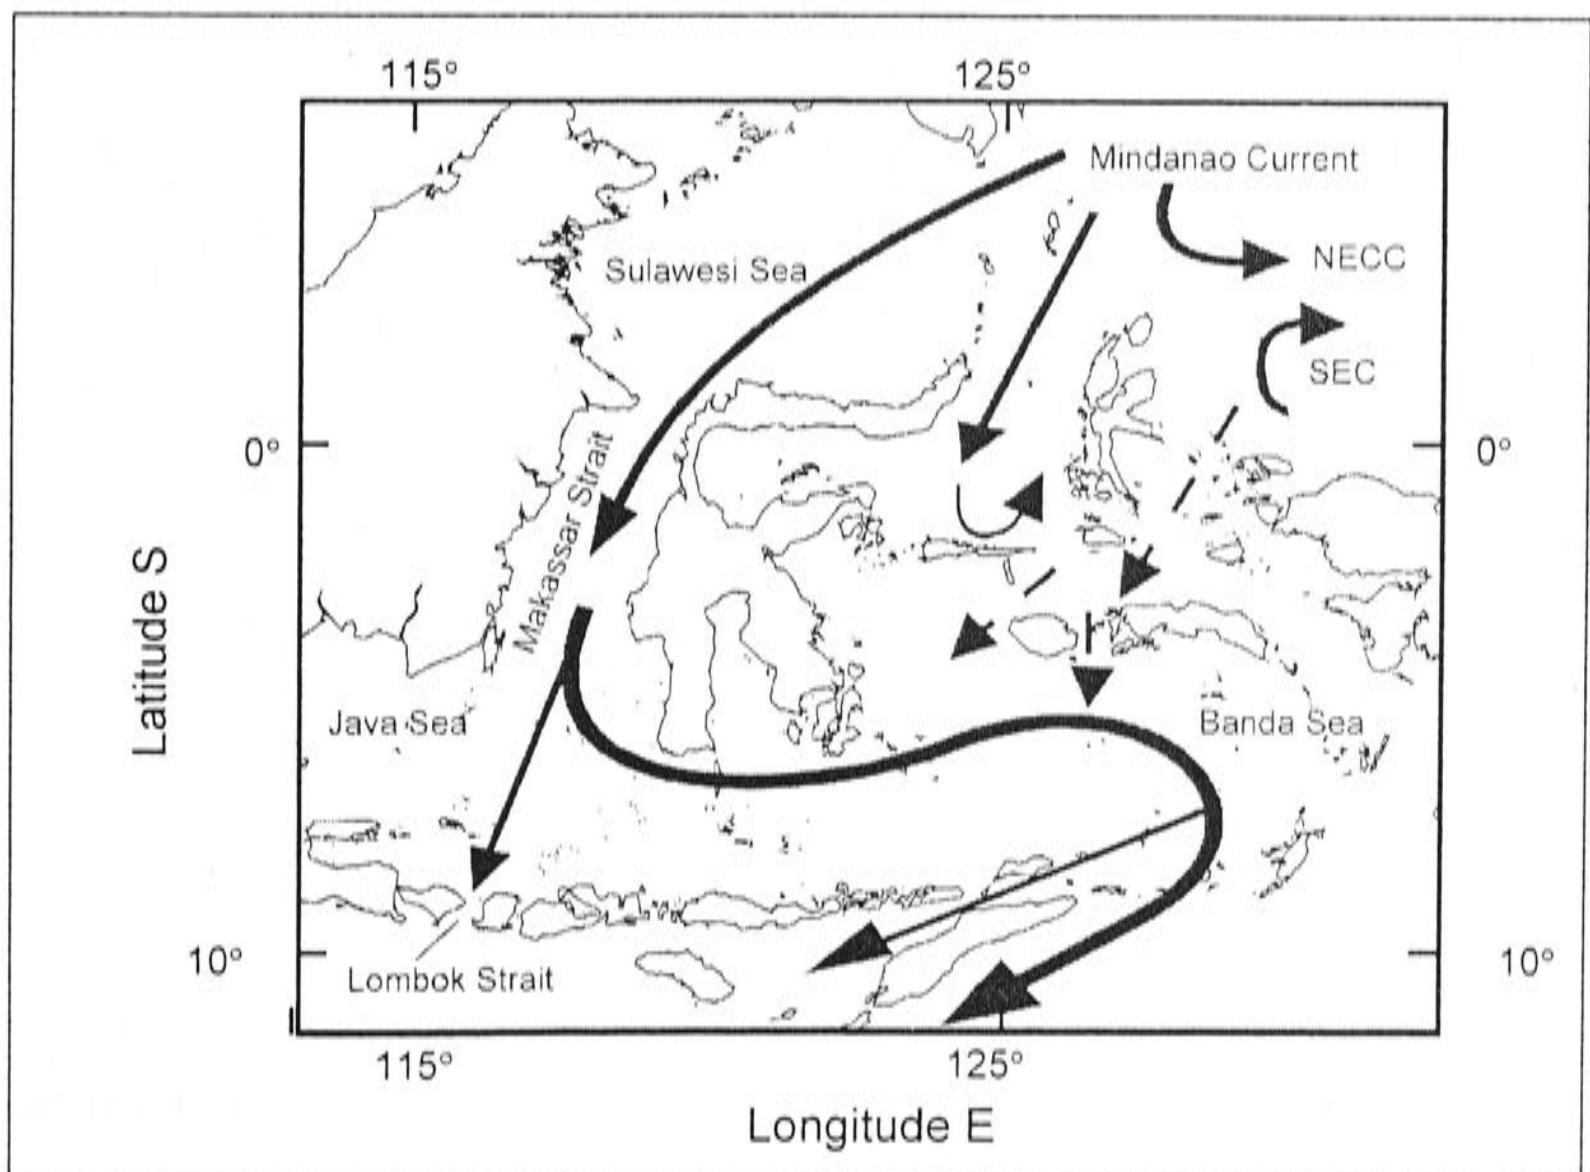 115° 125°
Mindanao Current
NECC
Sulawesi Sea
SEC
0° 0°
Makassar Strait
Latitude S
Java Sea
Banda Sea
10° 10°
Lombok Strait
115° 125°
Longitude E